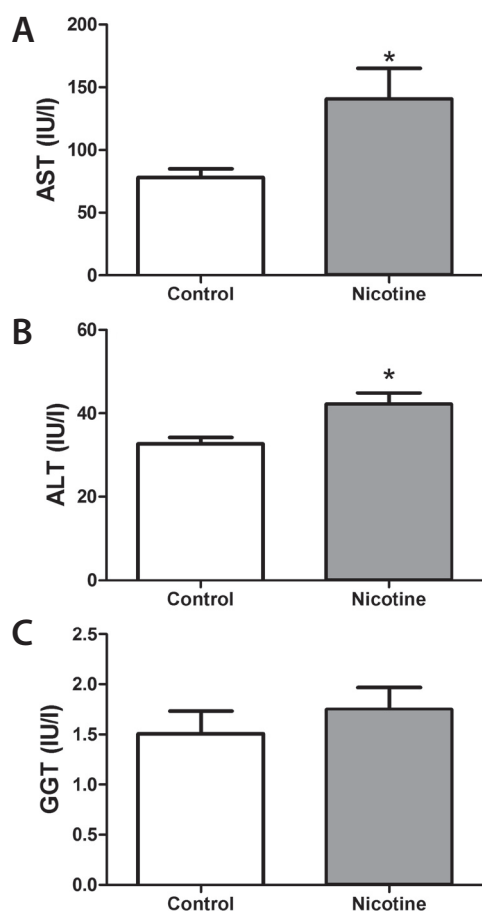 A
AST (IU/l)
200
150
100
50
0
*
Control Nicotine
B
ALT (IU/l)
60
40
20
0
*
Control Nicotine
C
GGT (IU/l)
2.5
2.0
1.5
1.0
0.5
0.0
Control Nicotine